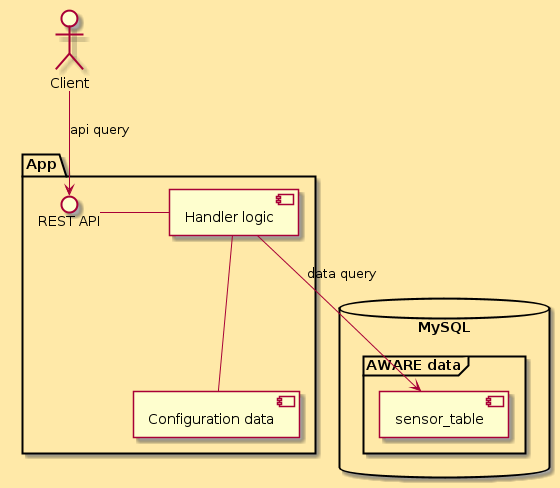 Client
api query
App
REST API
Handler logic
data query
MySQL
AWARE data
Configuration data
sensor_table